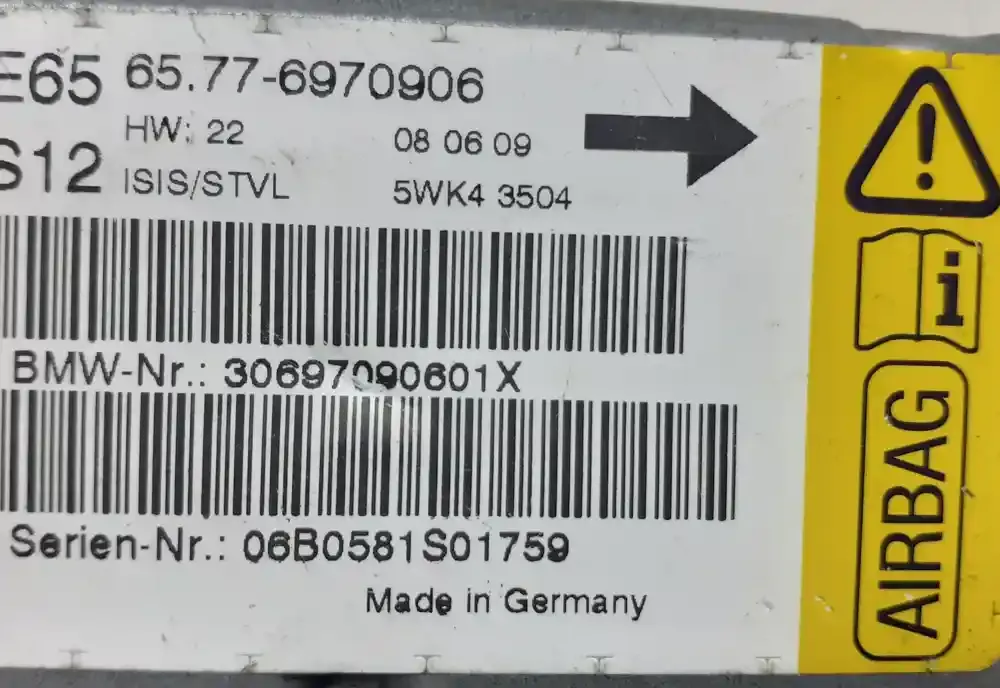 E65 65.77-6970906
HW: 22 08 06 09
S12 ISIS/STVL 5WK4 3504
BMW-Nr.: 30697090601X
Serien-Nr.: 06B0581S01759
Made in Germany
i
AIRBAG